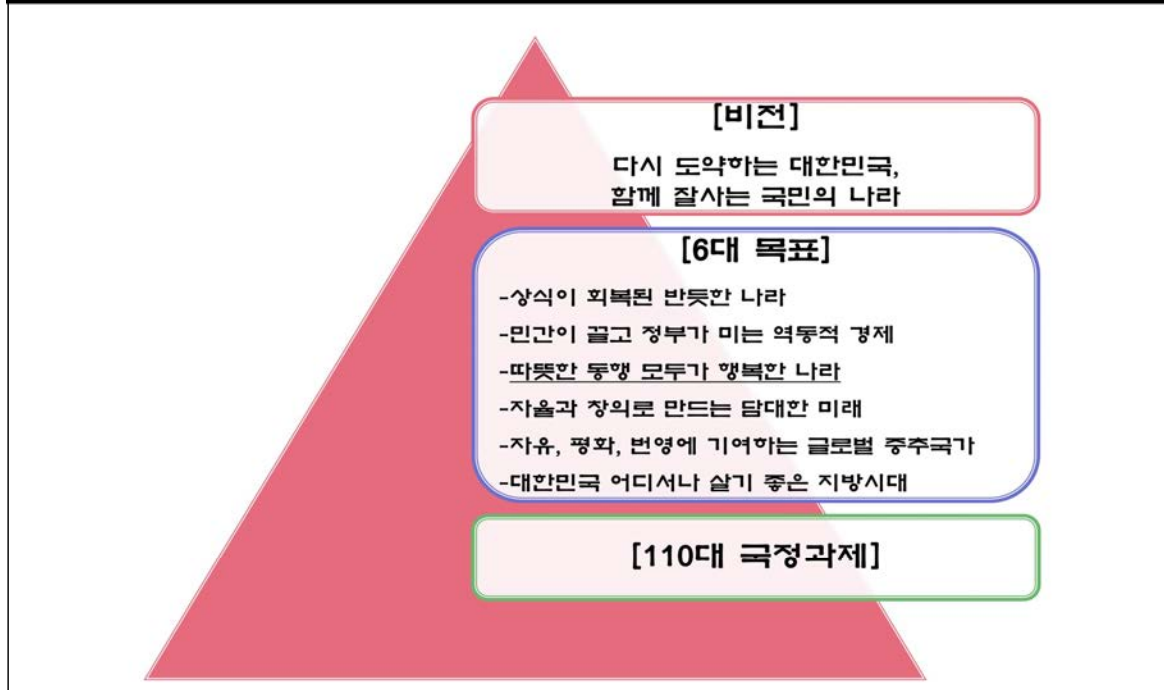 [비전]
다시 도약하는 대한민국,
함께 잘사는 국민의 나라
[6대 목표]
-상식이 회복된 반듯한 나라
-민간이 끌고 정부가 미는 역동적 경제
-따뜻한 동행 모두가 행복한 나라
-자율과 창의로 만드는 담대한 미래
-자유, 평화, 번영에 기여하는 글로벌 중추국가
-대한민국 어디서나 살기 좋은 지방시대
[110대 국정과제]